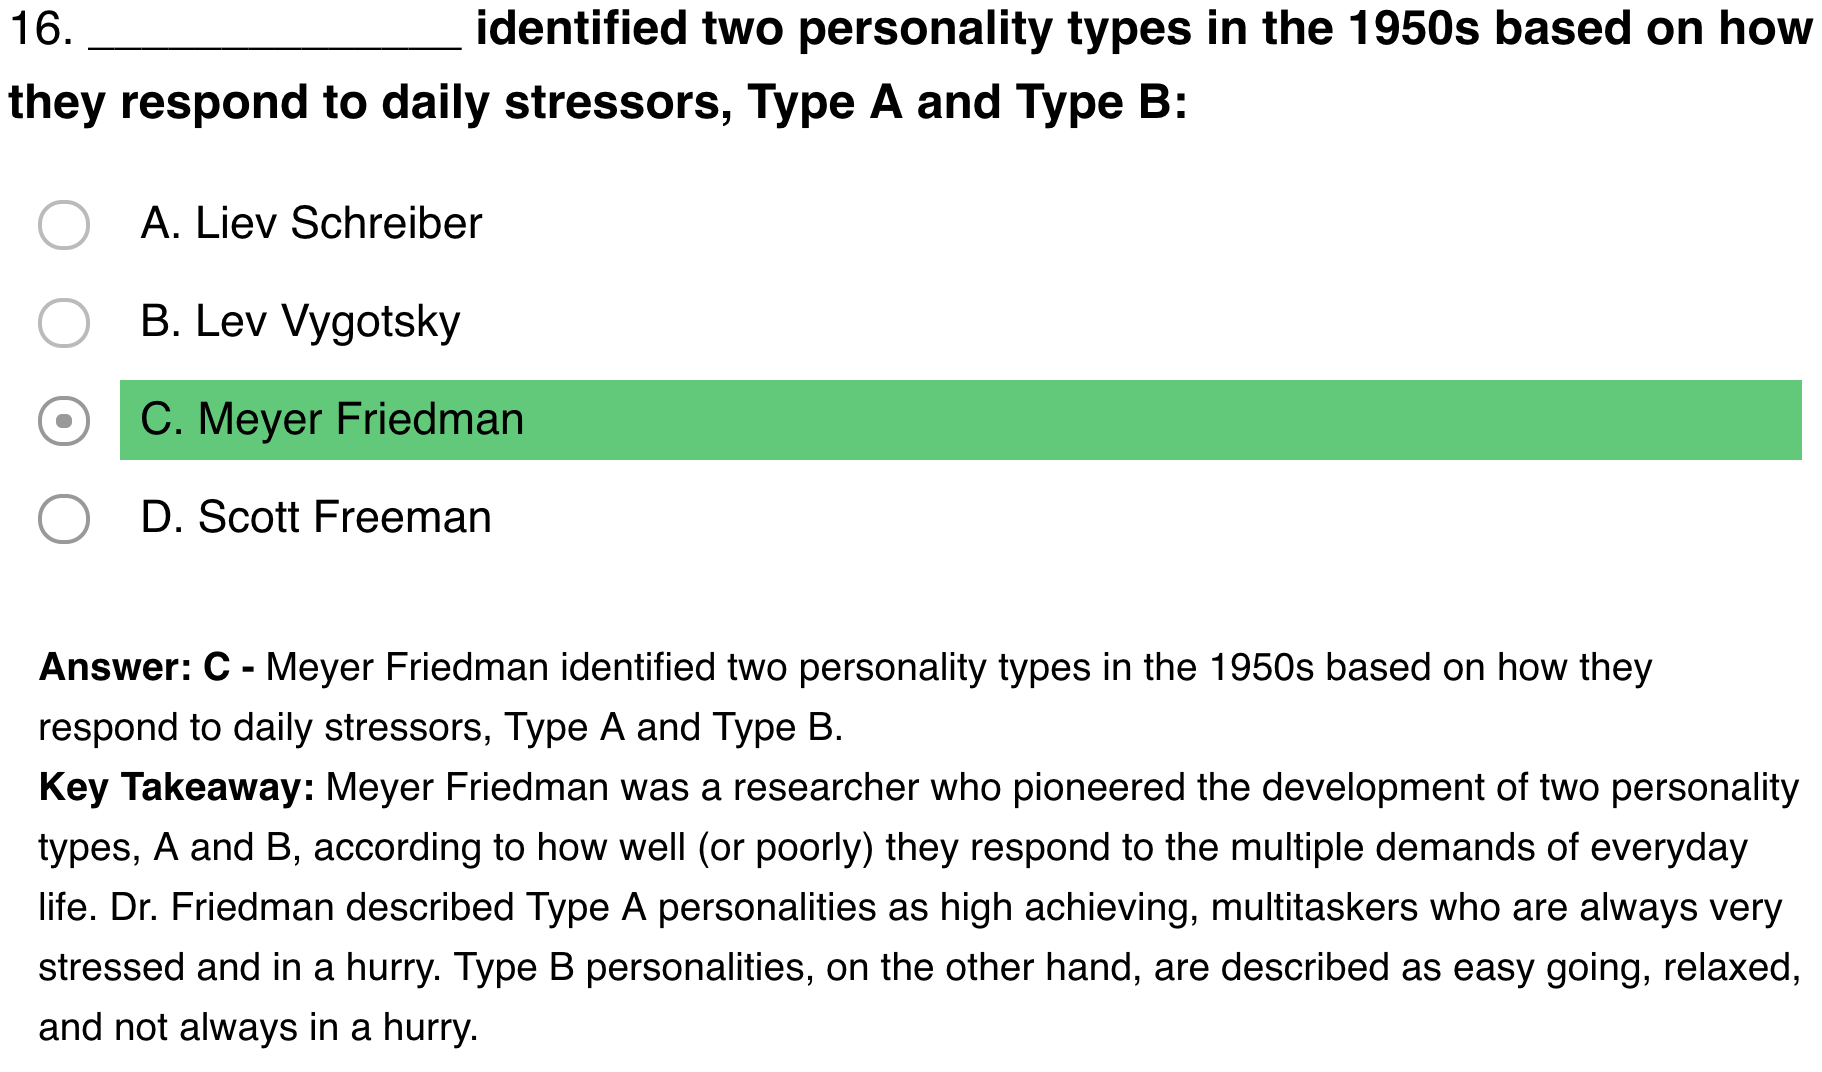 16. _______________ identified two personality types in the 1950s based on how
they respond to daily stressors, Type A and Type B:
A. Liev Schreiber
B. Lev Vygotsky
C. Meyer Friedman
D. Scott Freeman
Answer: C - Meyer Friedman identified two personality types in the 1950s based on how they
respond to daily stressors, Type A and Type B.
Key Takeaway: Meyer Friedman was a researcher who pioneered the development of two personality
types, A and B, according to how well (or poorly) they respond to the multiple demands of everyday
life. Dr. Friedman described Type A personalities as high achieving, multitaskers who are always very
stressed and in a hurry. Type B personalities, on the other hand, are described as easy going, relaxed,
and not always in a hurry.